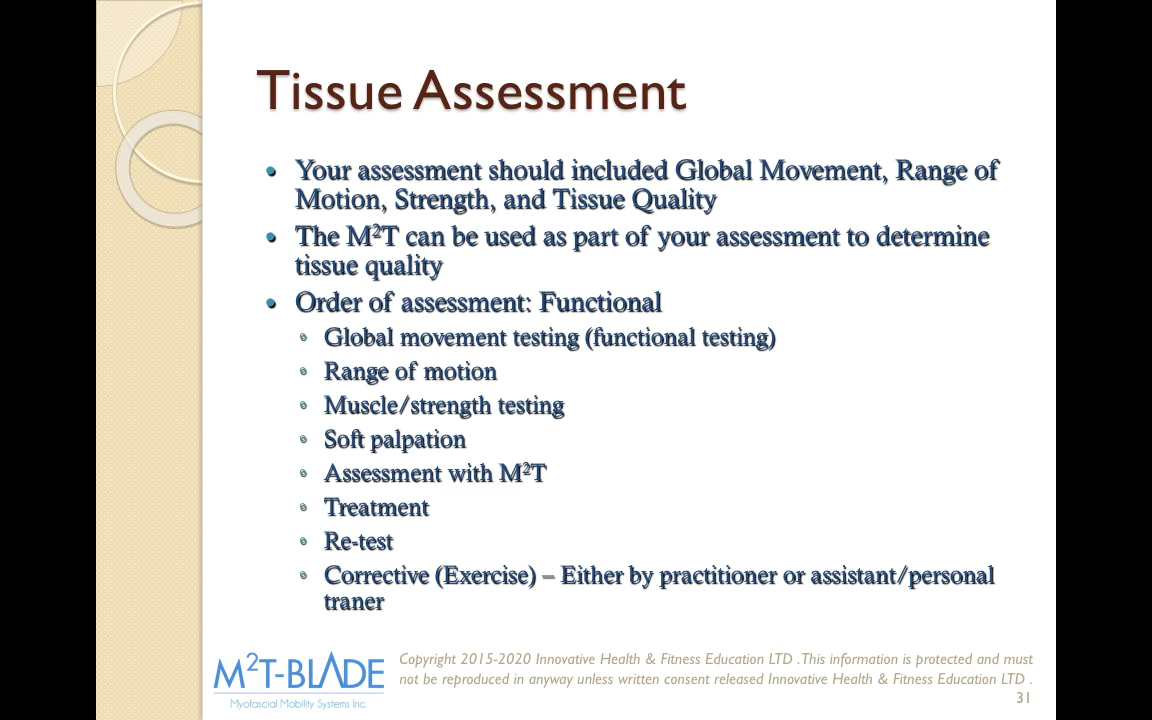 Tissue Assessment
• Your assessment should included Global Movement, Range of
Motion, Strength, and Tissue Quality
• The M²T can be used as part of your assessment to determine
tissue quality
• Order of assessment: Functional
◦ Global movement testing (functional testing)
◦ Range of motion
◦ Muscle/strength testing
◦ Soft palpation
◦ Assessment with M²T
◦ Treatment
◦ Re-test
◦ Corrective (Exercise) – Either by practitioner or assistant/personal
traner
M²T-BLADE
Myofascial Mobility Systems Inc.
Copyright 2015-2020 Innovative Health & Fitness Education LTD .This information is protected and must
not be reproduced in anyway unless written consent released Innovative Health & Fitness Education LTD .
31